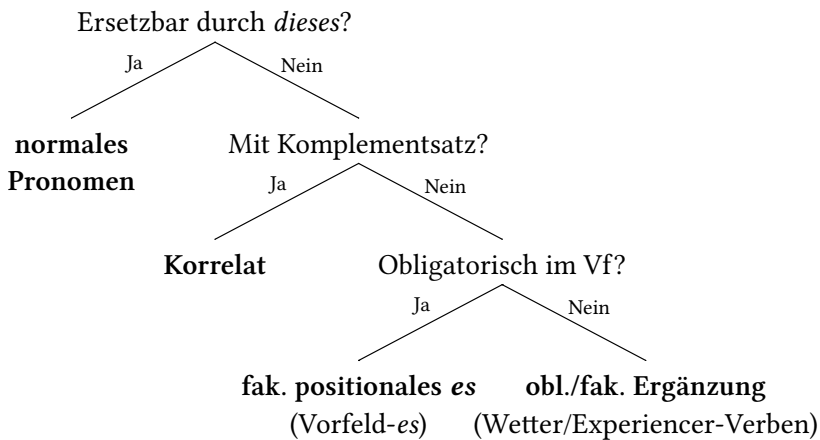 Ersetzbar durch dieses?
Ja
Nein
normales
Pronomen
Mit Komplementsatz?
Ja
Nein
Korrelat
Obligatorisch im Vf?
Ja
Nein
fak. positionales es
(Vorfeld-es)
obl./fak. Ergänzung
(Wetter/Experiencer-Verben)